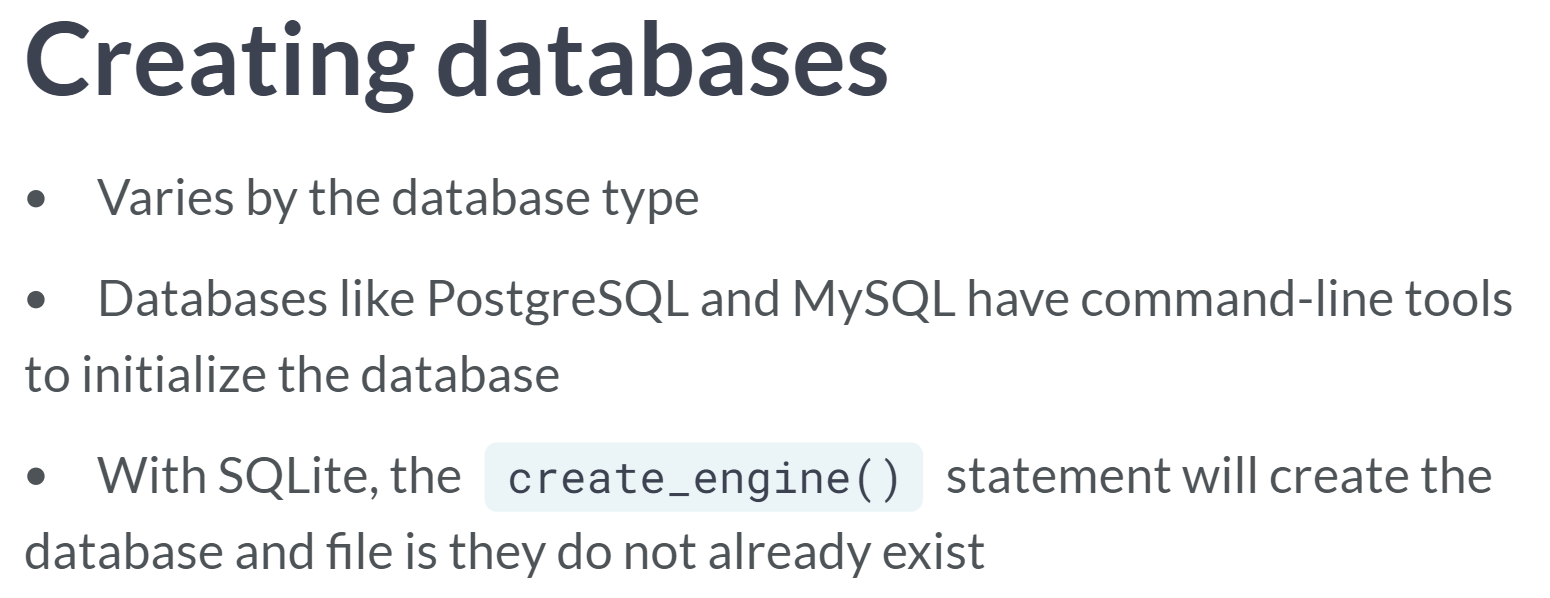 Creating databases
• Varies by the database type
• Databases like PostgreSQL and MySQL have command-line tools
to initialize the database
• With SQLite, the create_engine() statement will create the
database and file is they do not already exist